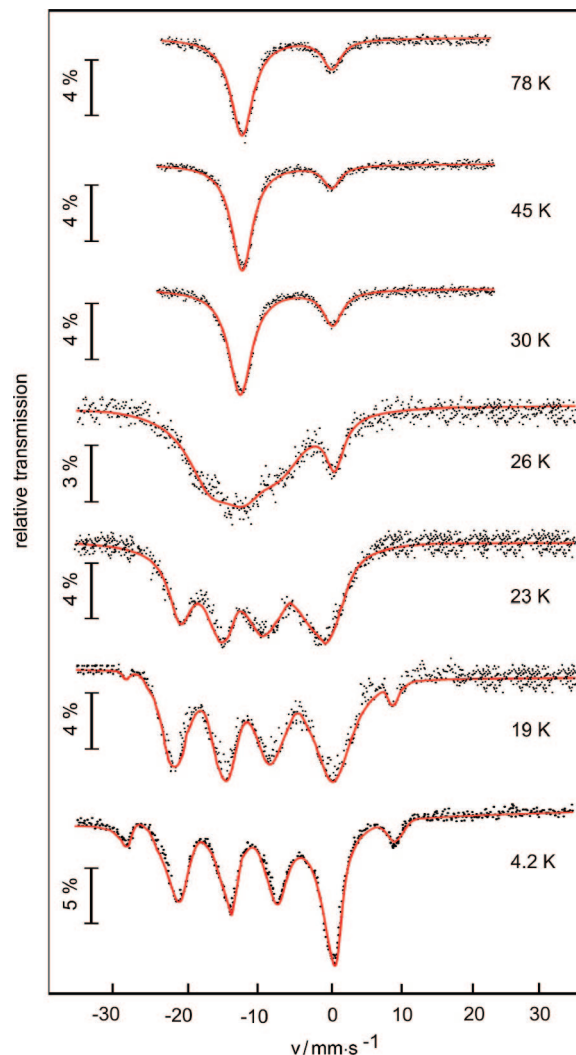 4 %
78 K
4 %
45 K
4 %
30 K
relative transmission
3 %
26 K
4 %
23 K
4 %
19 K
5 %
4.2 K
-30 -20 -10 0 10 20 30
v / mm·s⁻¹